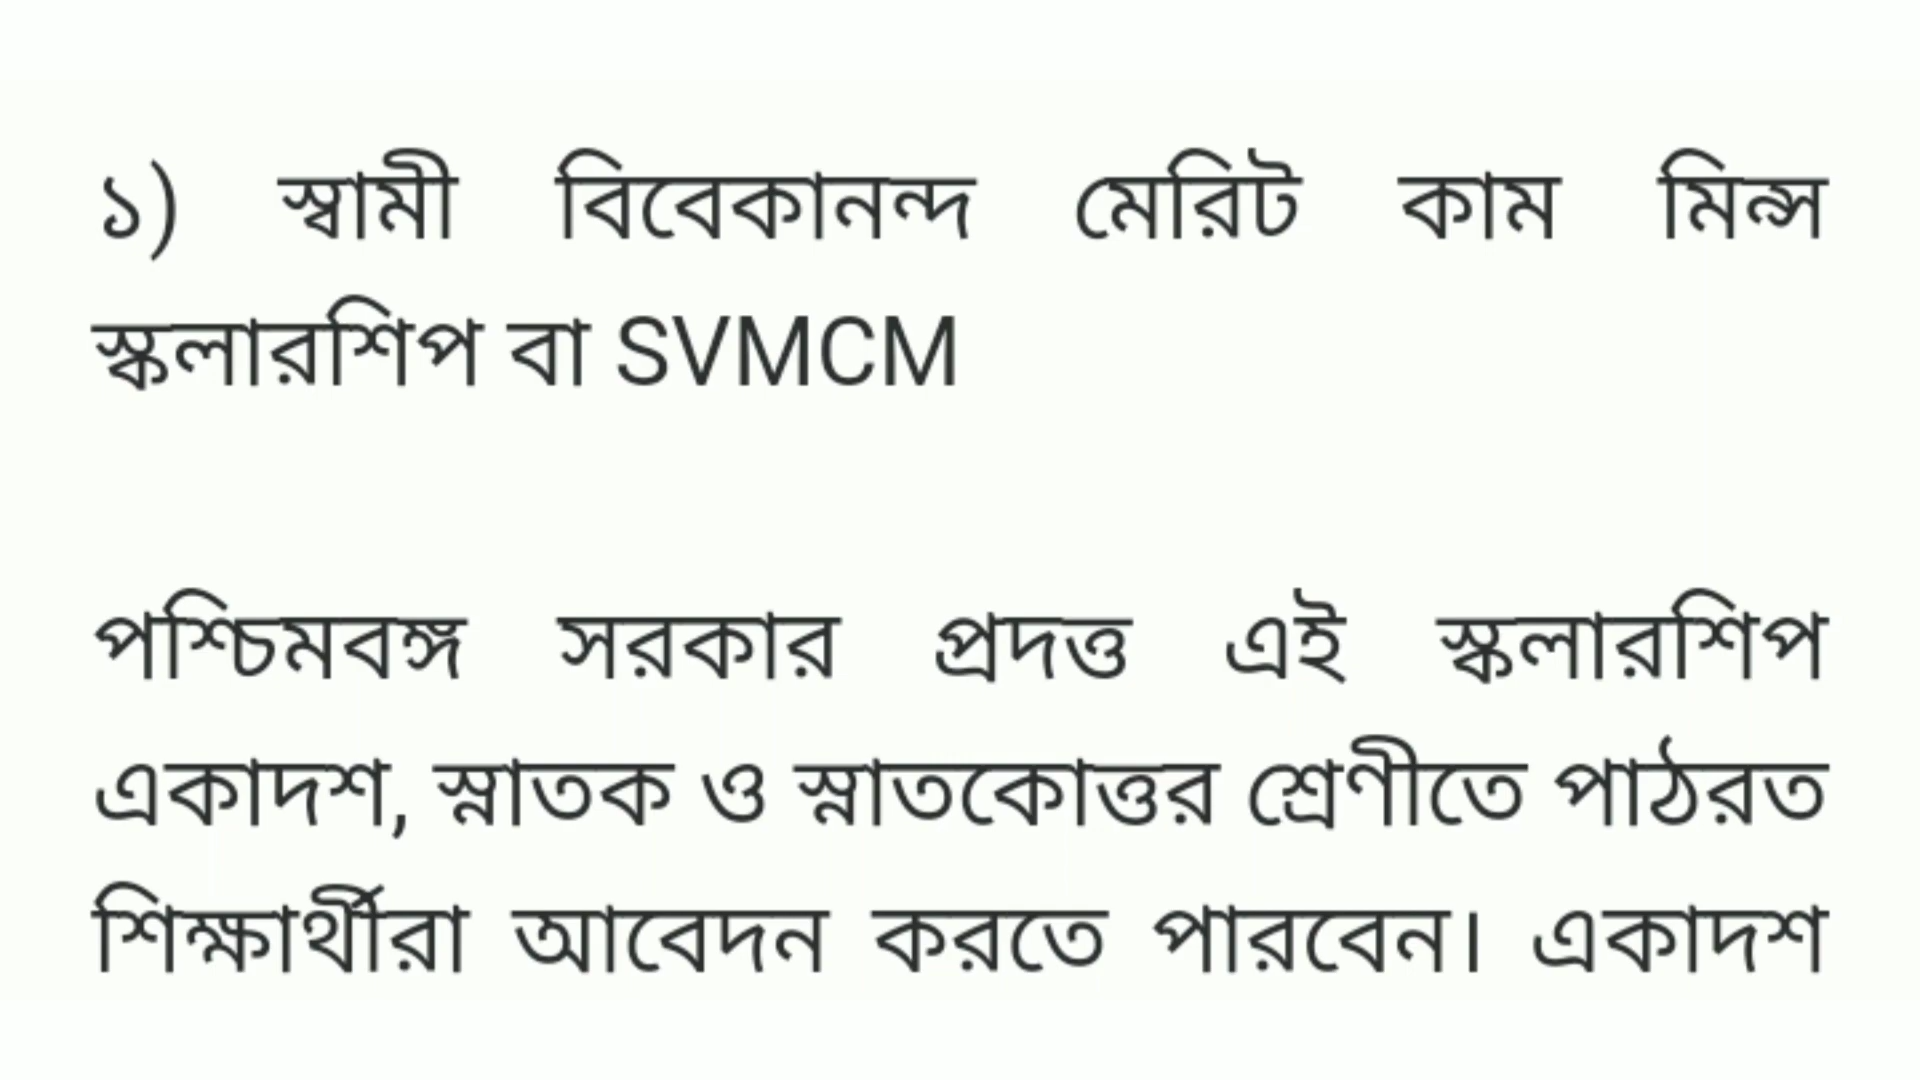 ১) স্বামী বিবেকানন্দ মেরিট কাম মিন্স
স্কলারশিপ বা SVMCM
পশ্চিমবঙ্গ সরকার প্রদত্ত এই স্কলারশিপ
একাদশ, স্নাতক ও স্নাতকোত্তর শ্রেণীতে পাঠরত
শিক্ষার্থীরা আবেদন করতে পারবেন। একাদশ